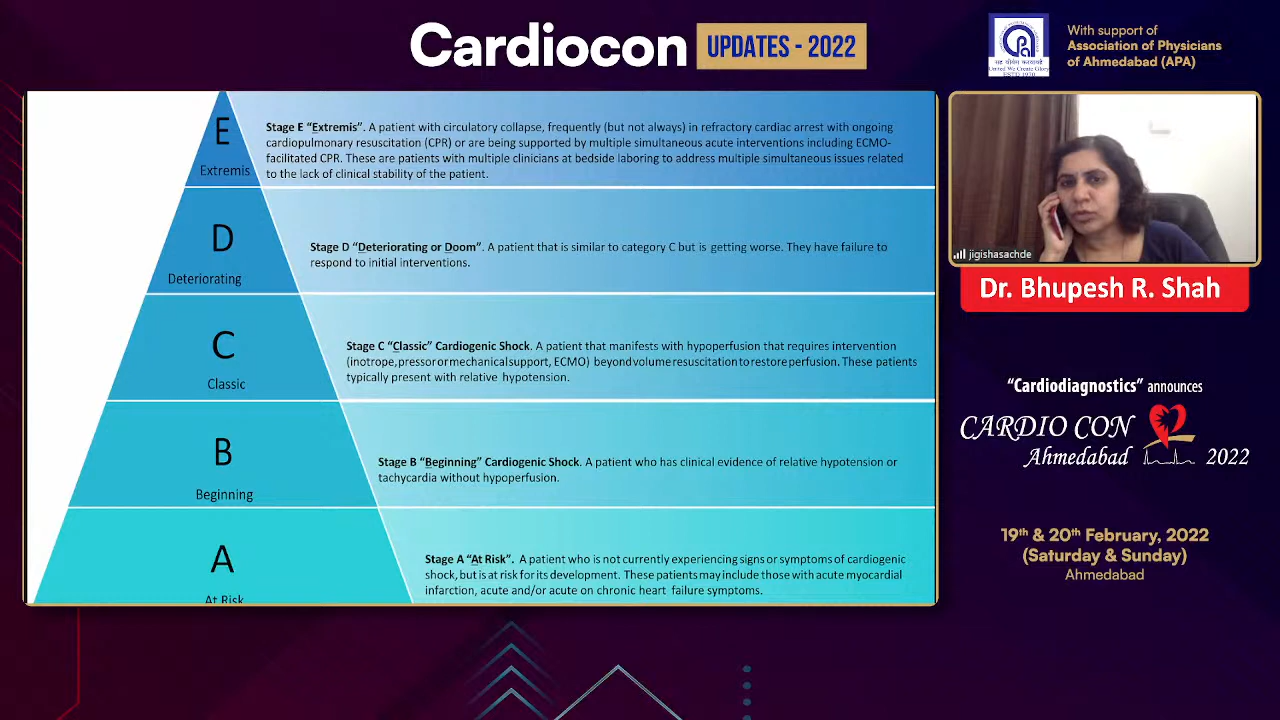 Cardiocon
UPDATES - 2022
With support of
Association of Physicians
of Ahmedabad (APA)
United We Create Glory
ESTD 1970
E
Extremis
Stage E “Extremis”. A patient with circulatory collapse, frequently (but not always) in refractory cardiac arrest with ongoing
cardiopulmonary resuscitation (CPR) or are being supported by multiple simultaneous acute interventions including ECMO-
facilitated CPR. These are patients with multiple clinicians at bedside laboring to address multiple simultaneous issues related
to the lack of clinical stability of the patient.
D
Deteriorating
Stage D “Deteriorating or Doom”. A patient that is similar to category C but is getting worse. They have failure to
respond to initial interventions.
C
Classic
Stage C “Classic” Cardiogenic Shock. A patient that manifests with hypoperfusion that requires intervention
(inotrope, pressor or mechanical support, ECMO) beyond volume resuscitation to restore perfusion. These patients
typically present with relative hypotension.
B
Beginning
Stage B “Beginning” Cardiogenic Shock. A patient who has clinical evidence of relative hypotension or
tachycardia without hypoperfusion.
A
At Risk
Stage A “At Risk”. A patient who is not currently experiencing signs or symptoms of cardiogenic
shock, but is at risk for its development. These patients may include those with acute myocardial
infarction, acute and/or acute on chronic heart failure symptoms.
jigishasachde
Dr. Bhupesh R. Shah
“Cardiodiagnostics” announces
CARDIO CON
Ahmedabad 2022
19th & 20th February, 2022
(Saturday & Sunday)
Ahmedabad